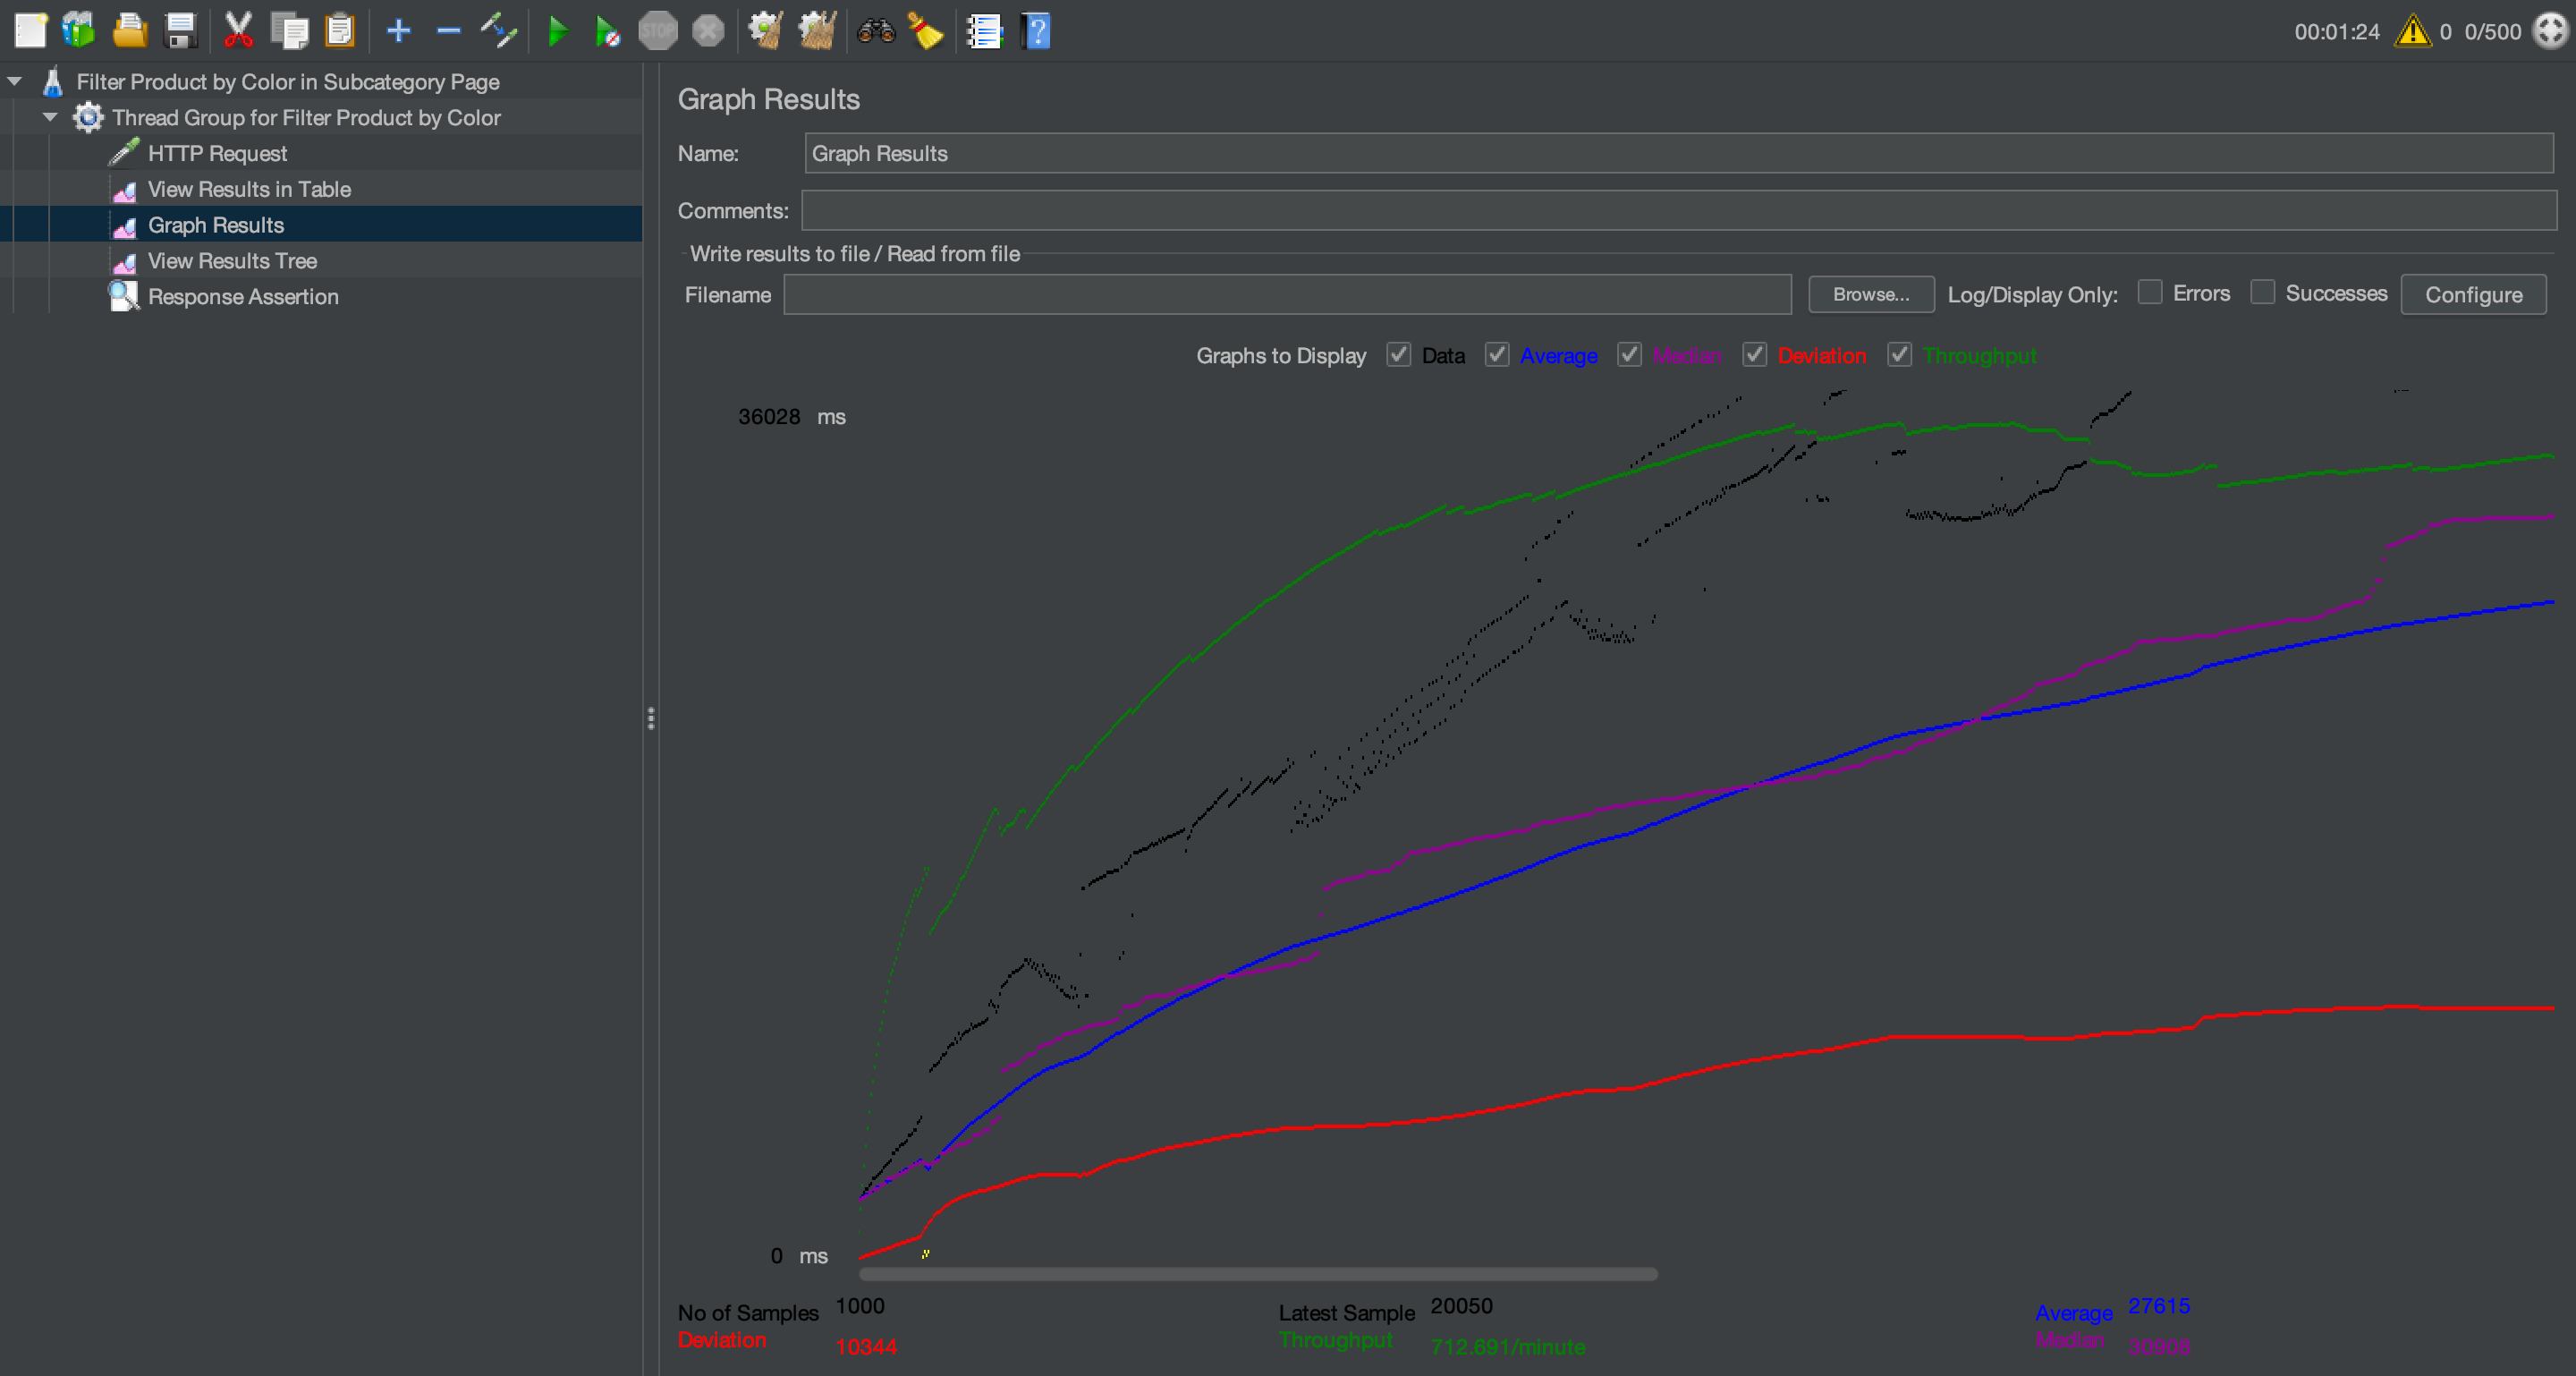 STOP
00:01:24 0 0/500
Filter Product by Color in Subcategory Page
Thread Group for Filter Product by Color
HTTP Request
View Results in Table
Graph Results
View Results Tree
Response Assertion
Graph Results
Name: Graph Results
Comments:
Write results to file / Read from file
Filename Browse... Log/Display Only: Errors Successes Configure
Graphs to Display Data Average Median Deviation Throughput
36028 ms
0 ms
No of Samples 1000 Latest Sample 20050 Average 27615
Deviation 10344 Throughput 712.691/minute Median 30908